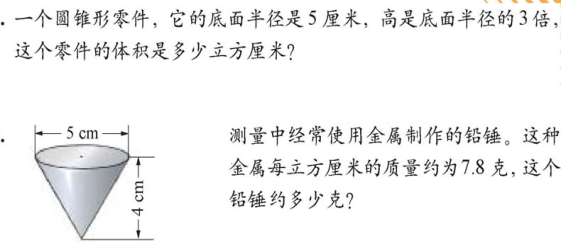 . 一个圆锥形零件，它的底面半径是5厘米，高是底面半径的3倍，
这个零件的体积是多少立方厘米？
.
5 cm
4 cm
测量中经常使用金属制作的铅锤。这种
金属每立方厘米的质量约为7.8克，这个
铅锤约多少克？